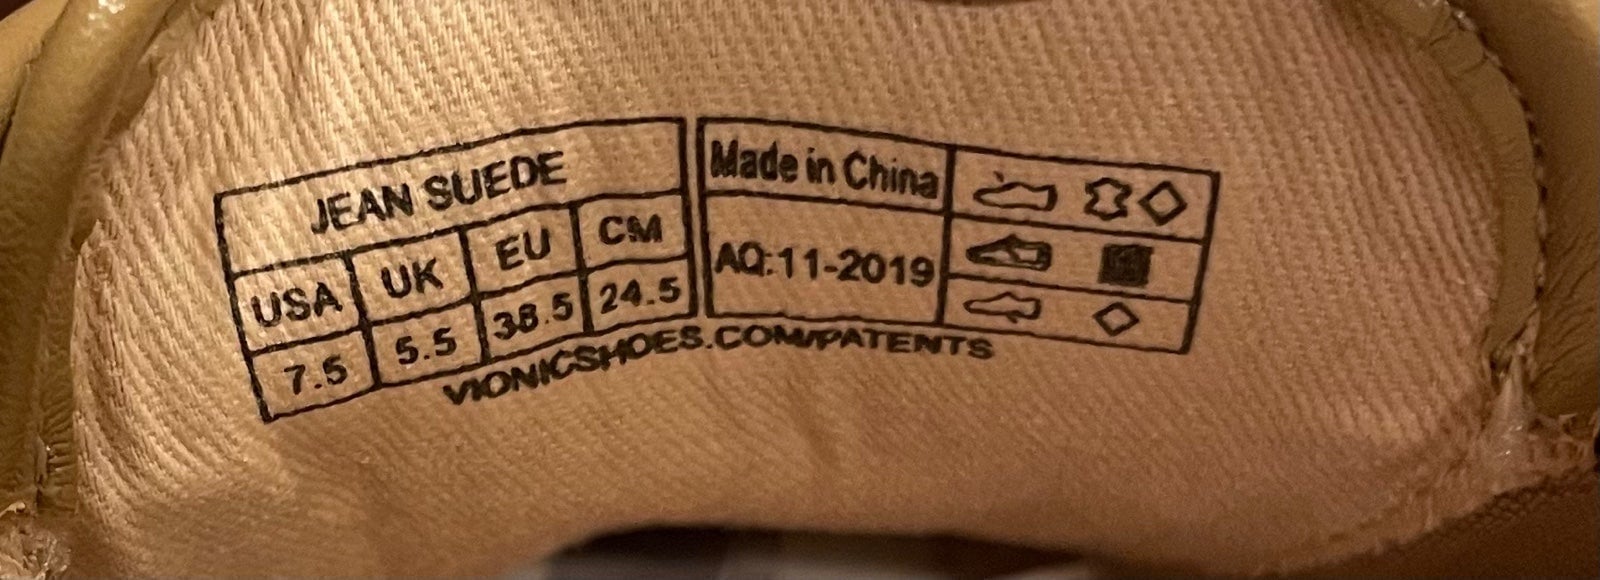 JEAN SUEDE
USA UK EU CM
7.5 5.5 38.5 24.5
Made in China
AQ:11-2019
VIONICSHOES.COM/PATENTS